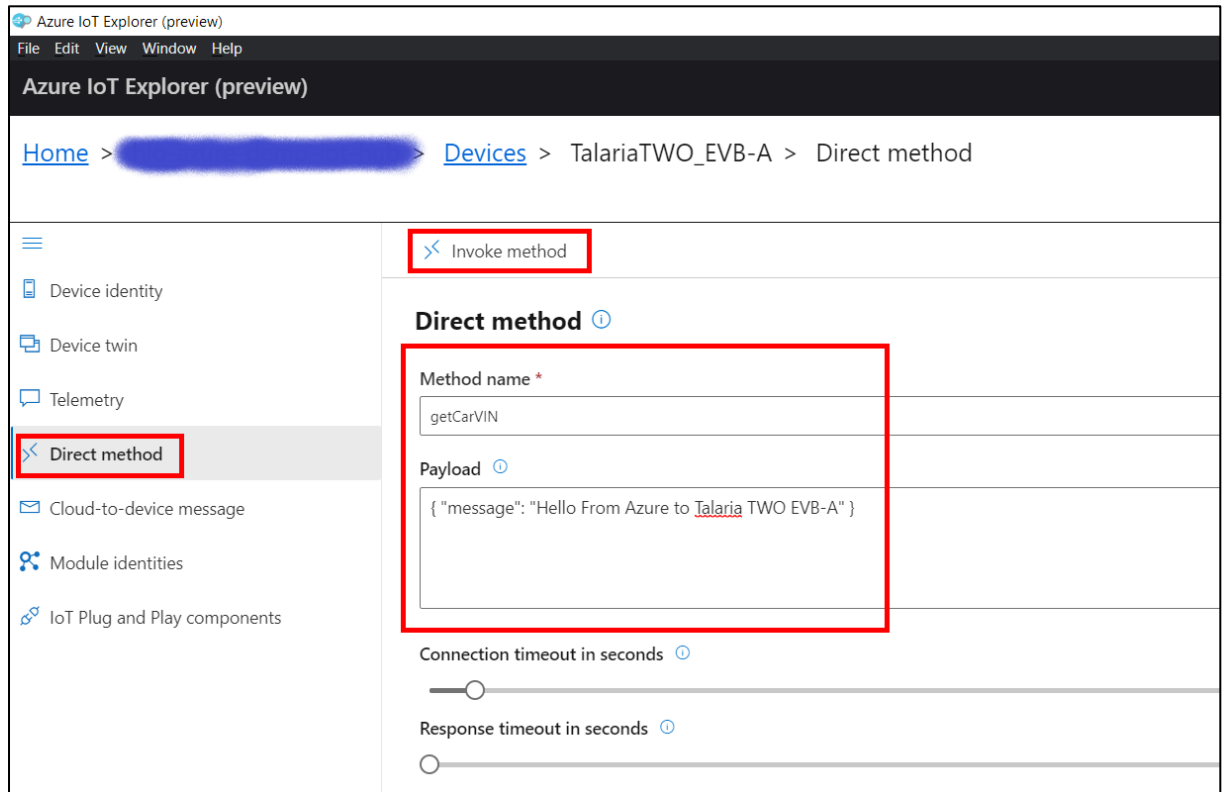 Azure IoT Explorer (preview)
File Edit View Window Help
Azure IoT Explorer (preview)
Home > > Devices > TalariaTWO_EVB-A > Direct method
Invoke method
Device identity
Device twin
Telemetry
Direct method
Cloud-to-device message
Module identities
IoT Plug and Play components
Direct method
Method name *
getCarVIN
Payload
{ "message": "Hello From Azure to Talaria TWO EVB-A" }
Connection timeout in seconds
Response timeout in seconds